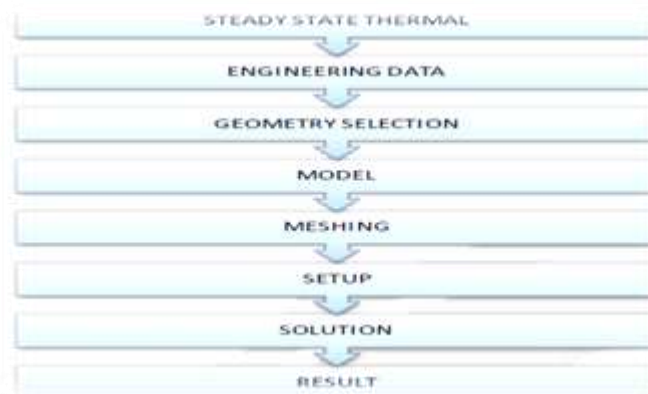 STEADY STATE THERMAL
ENGINEERING DATA
GEOMETRY SELECTION
MODEL
MESHING
SETUP
SOLUTION
RESULT